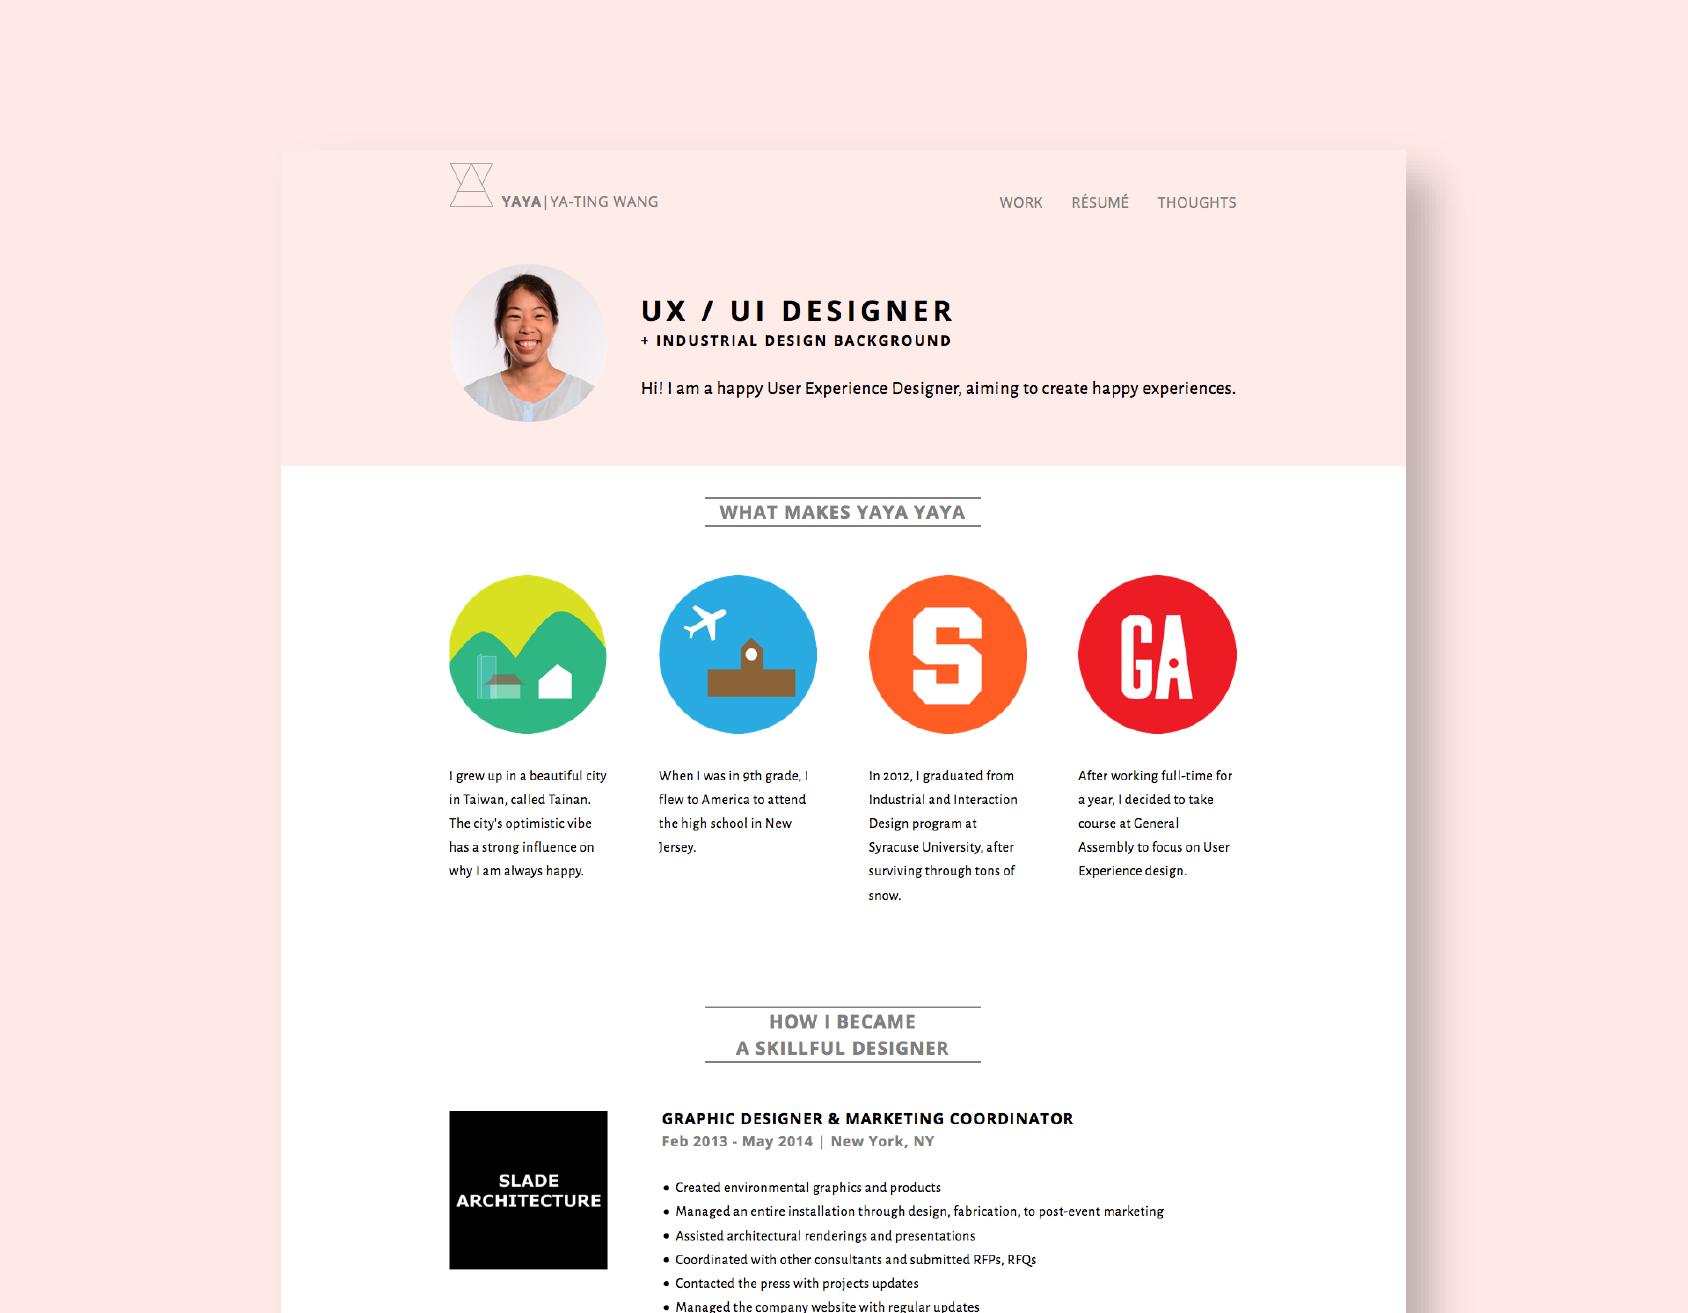 YAYA|YA-TING WANG
WORK RÉSUMÉ THOUGHTS
UX / UI DESIGNER
+ INDUSTRIAL DESIGN BACKGROUND
Hi! I am a happy User Experience Designer, aiming to create happy experiences.
WHAT MAKES YAYA YAYA
S
GA
I grew up in a beautiful city
in Taiwan, called Tainan.
The city's optimistic vibe
has a strong influence on
why I am always happy.
When I was in 9th grade, I
flew to America to attend
the high school in New
Jersey.
In 2012, I graduated from
Industrial and Interaction
Design program at
Syracuse University, after
surviving through tons of
snow.
After working full-time for
a year, I decided to take
course at General
Assembly to focus on User
Experience design.
HOW I BECAME
A SKILLFUL DESIGNER
SLADE
ARCHITECTURE
GRAPHIC DESIGNER & MARKETING COORDINATOR
Feb 2013 - May 2014 | New York, NY
• Created environmental graphics and products
• Managed an entire installation through design, fabrication, to post-event marketing
• Assisted architectural renderings and presentations
• Coordinated with other consultants and submitted RFPs, RFQs
• Contacted the press with projects updates
• Managed the company website with regular updates